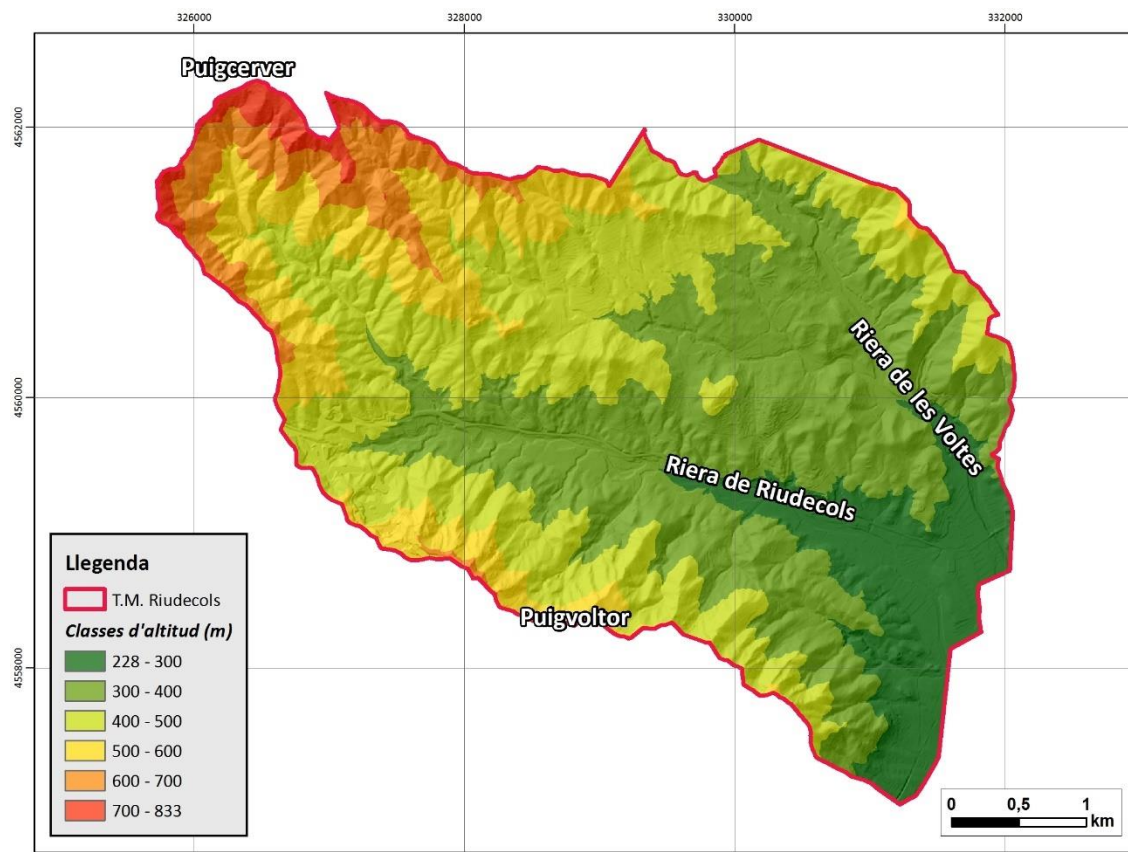 326000
328000
330000
332000
Puigcerver
4562000
Riera de les Voltes
4560000
Riera de Riudecols
Puigvoltor
4558000
Llegenda
T.M. Riudecols
Classes d'altitud (m)
228 - 300
300 - 400
400 - 500
500 - 600
600 - 700
700 - 833
0 0,5 1
km